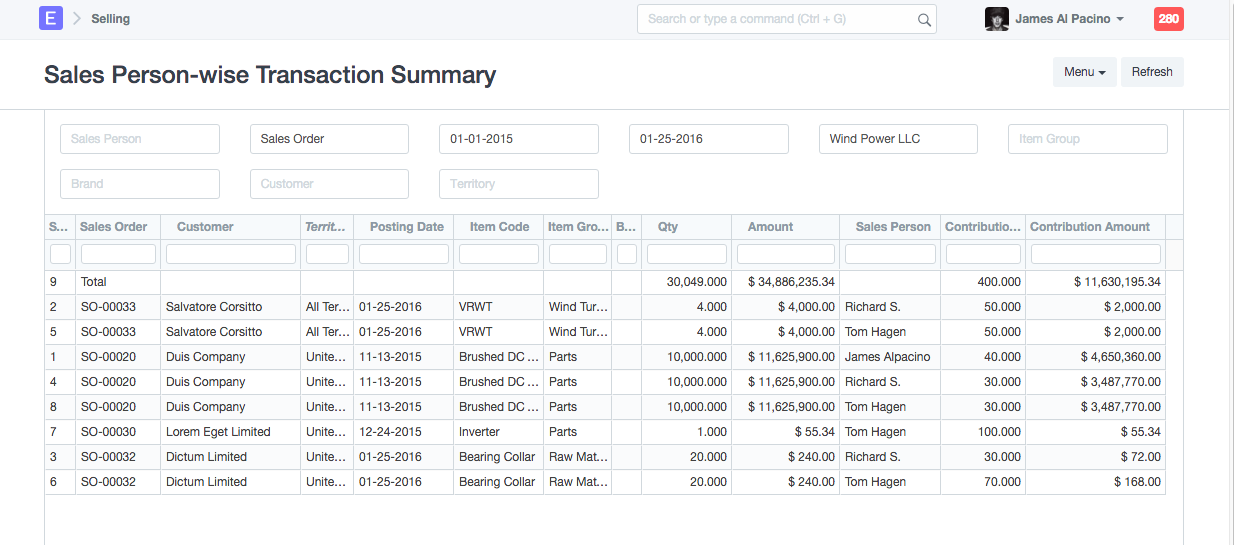 E Selling Search or type a command (Ctrl + G) James Al Pacino 280
Sales Person-wise Transaction Summary Menu Refresh
Sales Person Sales Order 01-01-2015 01-25-2016 Wind Power LLC Item Group
Brand Customer Territory
S... Sales Order Customer Territ... Posting Date Item Code Item Gro... B... Qty Amount Sales Person Contributio... Contribution Amount
9 Total 30,049.000 $ 34,886,235.34 400.000 $ 11,630,195.34
2 SO-00033 Salvatore Corsitto All Ter... 01-25-2016 VRWT Wind Tur... 4.000 $ 4,000.00 Richard S. 50.000 $ 2,000.00
5 SO-00033 Salvatore Corsitto All Ter... 01-25-2016 VRWT Wind Tur... 4.000 $ 4,000.00 Tom Hagen 50.000 $ 2,000.00
1 SO-00020 Duis Company Unite... 11-13-2015 Brushed DC ... Parts 10,000.000 $ 11,625,900.00 James Alpacino 40.000 $ 4,650,360.00
4 SO-00020 Duis Company Unite... 11-13-2015 Brushed DC ... Parts 10,000.000 $ 11,625,900.00 Richard S. 30.000 $ 3,487,770.00
8 SO-00020 Duis Company Unite... 11-13-2015 Brushed DC ... Parts 10,000.000 $ 11,625,900.00 Tom Hagen 30.000 $ 3,487,770.00
7 SO-00030 Lorem Eget Limited Unite... 12-24-2015 Inverter Parts 1.000 $ 55.34 Tom Hagen 100.000 $ 55.34
3 SO-00032 Dictum Limited Unite... 01-25-2016 Bearing Collar Raw Mat... 20.000 $ 240.00 Richard S. 30.000 $ 72.00
6 SO-00032 Dictum Limited Unite... 01-25-2016 Bearing Collar Raw Mat... 20.000 $ 240.00 Tom Hagen 70.000 $ 168.00